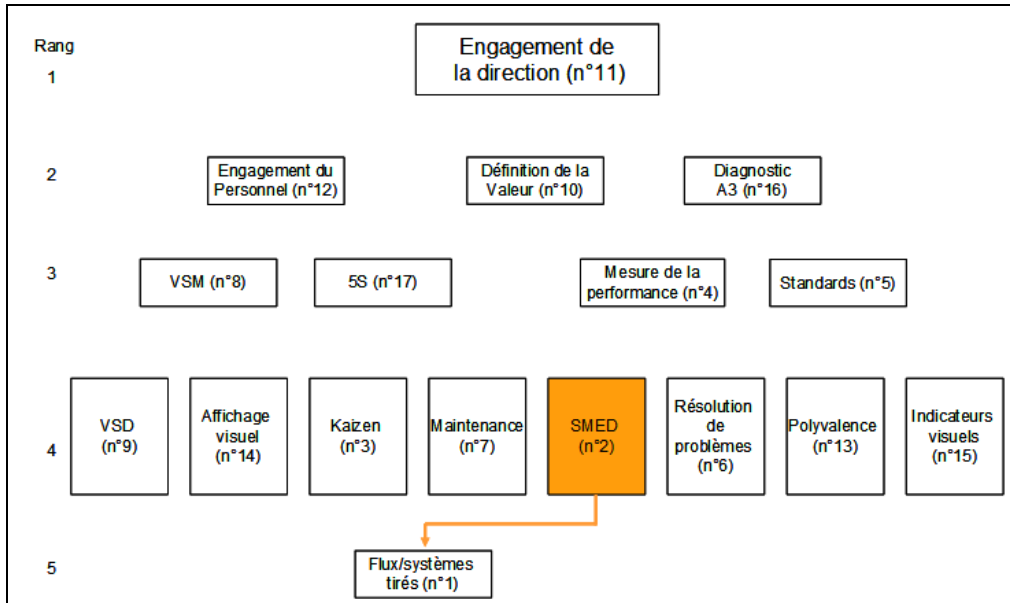 Rang
1
Engagement de
la direction (n°11)
2
Engagement du
Personnel (n°12)
Définition de la
Valeur (n°10)
Diagnostic
A3 (n°16)
3
VSM (n°8)
5S (n°17)
Mesure de la
performance (n°4)
Standards (n°5)
4
VSD
(n°9)
Affichage
visuel
(n°14)
Kaizen
(n°3)
Maintenance
(n°7)
SMED
(n°2)
Résolution
de
problèmes
(n°6)
Polyvalence
(n°13)
Indicateurs
visuels
(n°15)
5
Flux/systèmes
tirés (n°1)